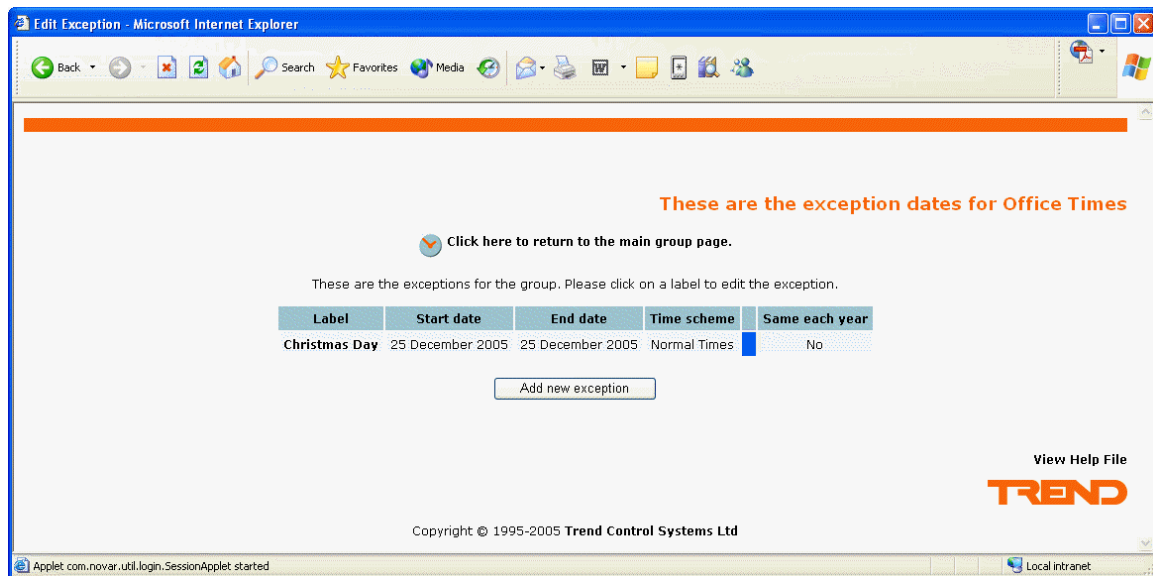 Edit Exception - Microsoft Internet Explorer
Back Search Favorites Media
These are the exception dates for Office Times
Click here to return to the main group page.
These are the exceptions for the group. Please click on a label to edit the exception.
Label Start date End date Time scheme Same each year
Christmas Day 25 December 2005 25 December 2005 Normal Times No
Add new exception
View Help File
TREND
Copyright © 1995-2005 Trend Control Systems Ltd
Applet com.novar.util.login.SessionApplet started Local intranet